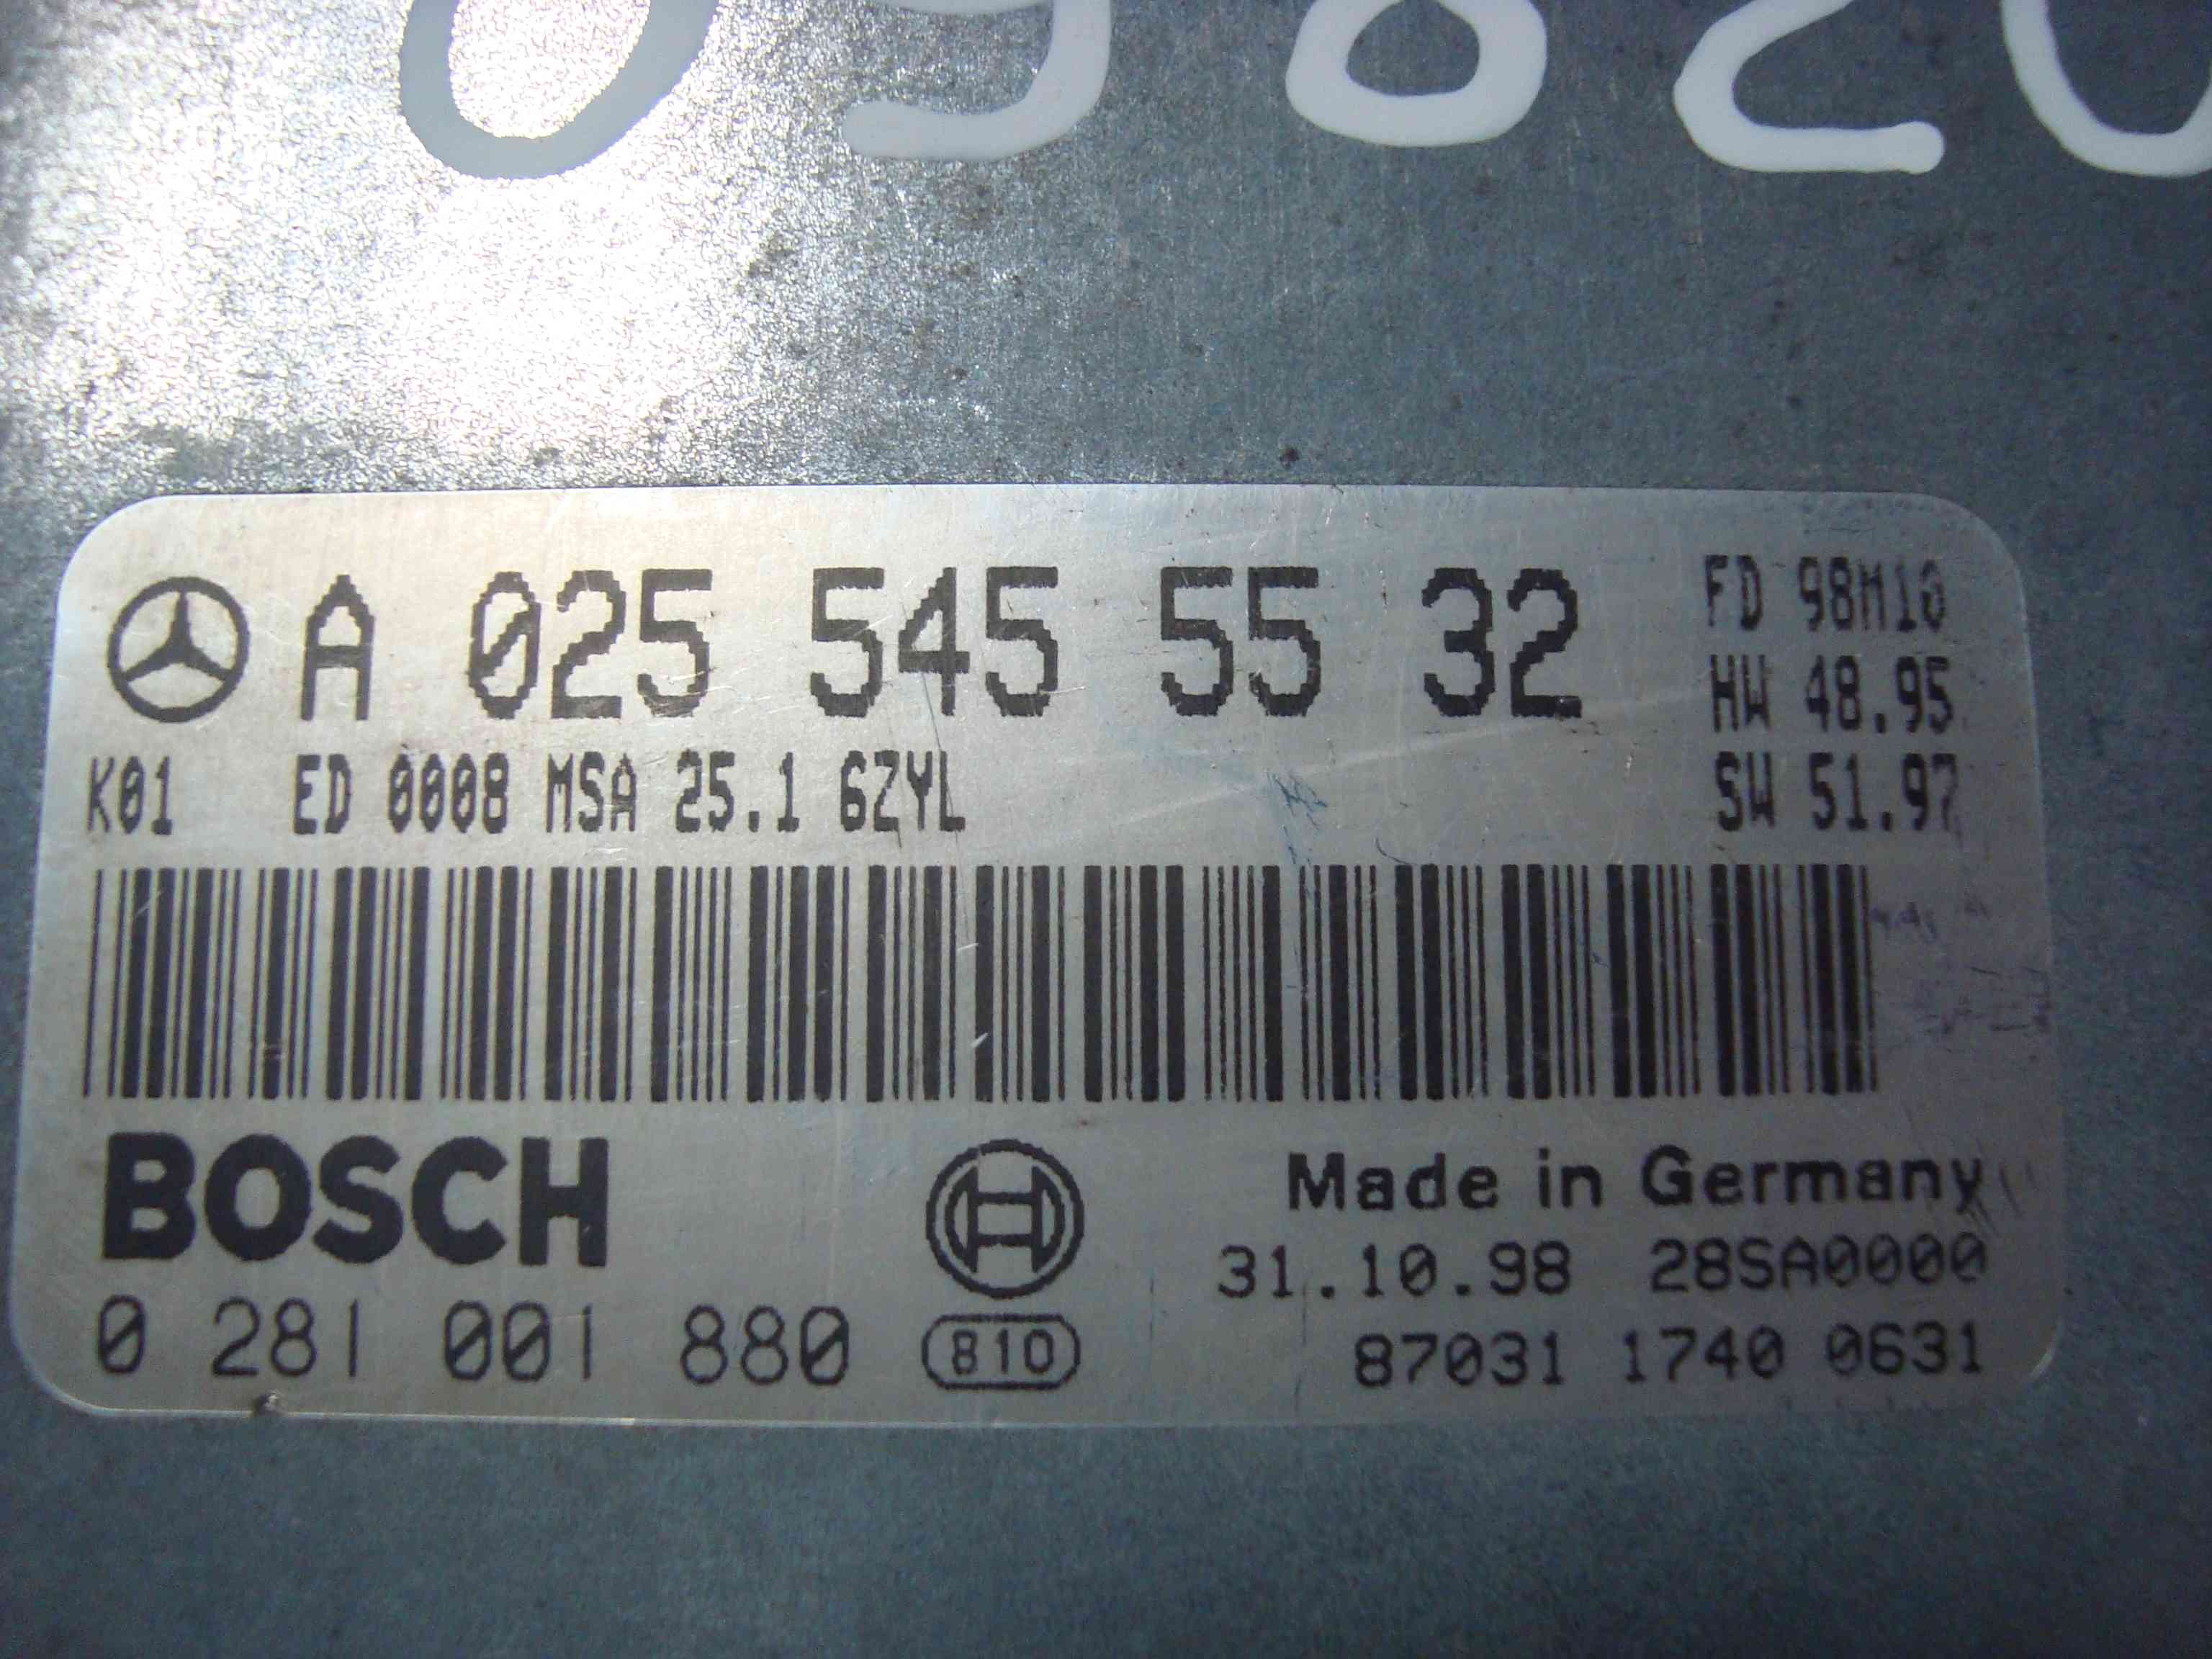 09820
A 025 545 55 32
FD 98M10
HW 48.95
K01 ED 0008 MSA 25.1 6ZYL
SW 51.97
BOSCH
Made in Germany
31.10.98 28SA0000
0 281 001 880
810
87031 1740 0631